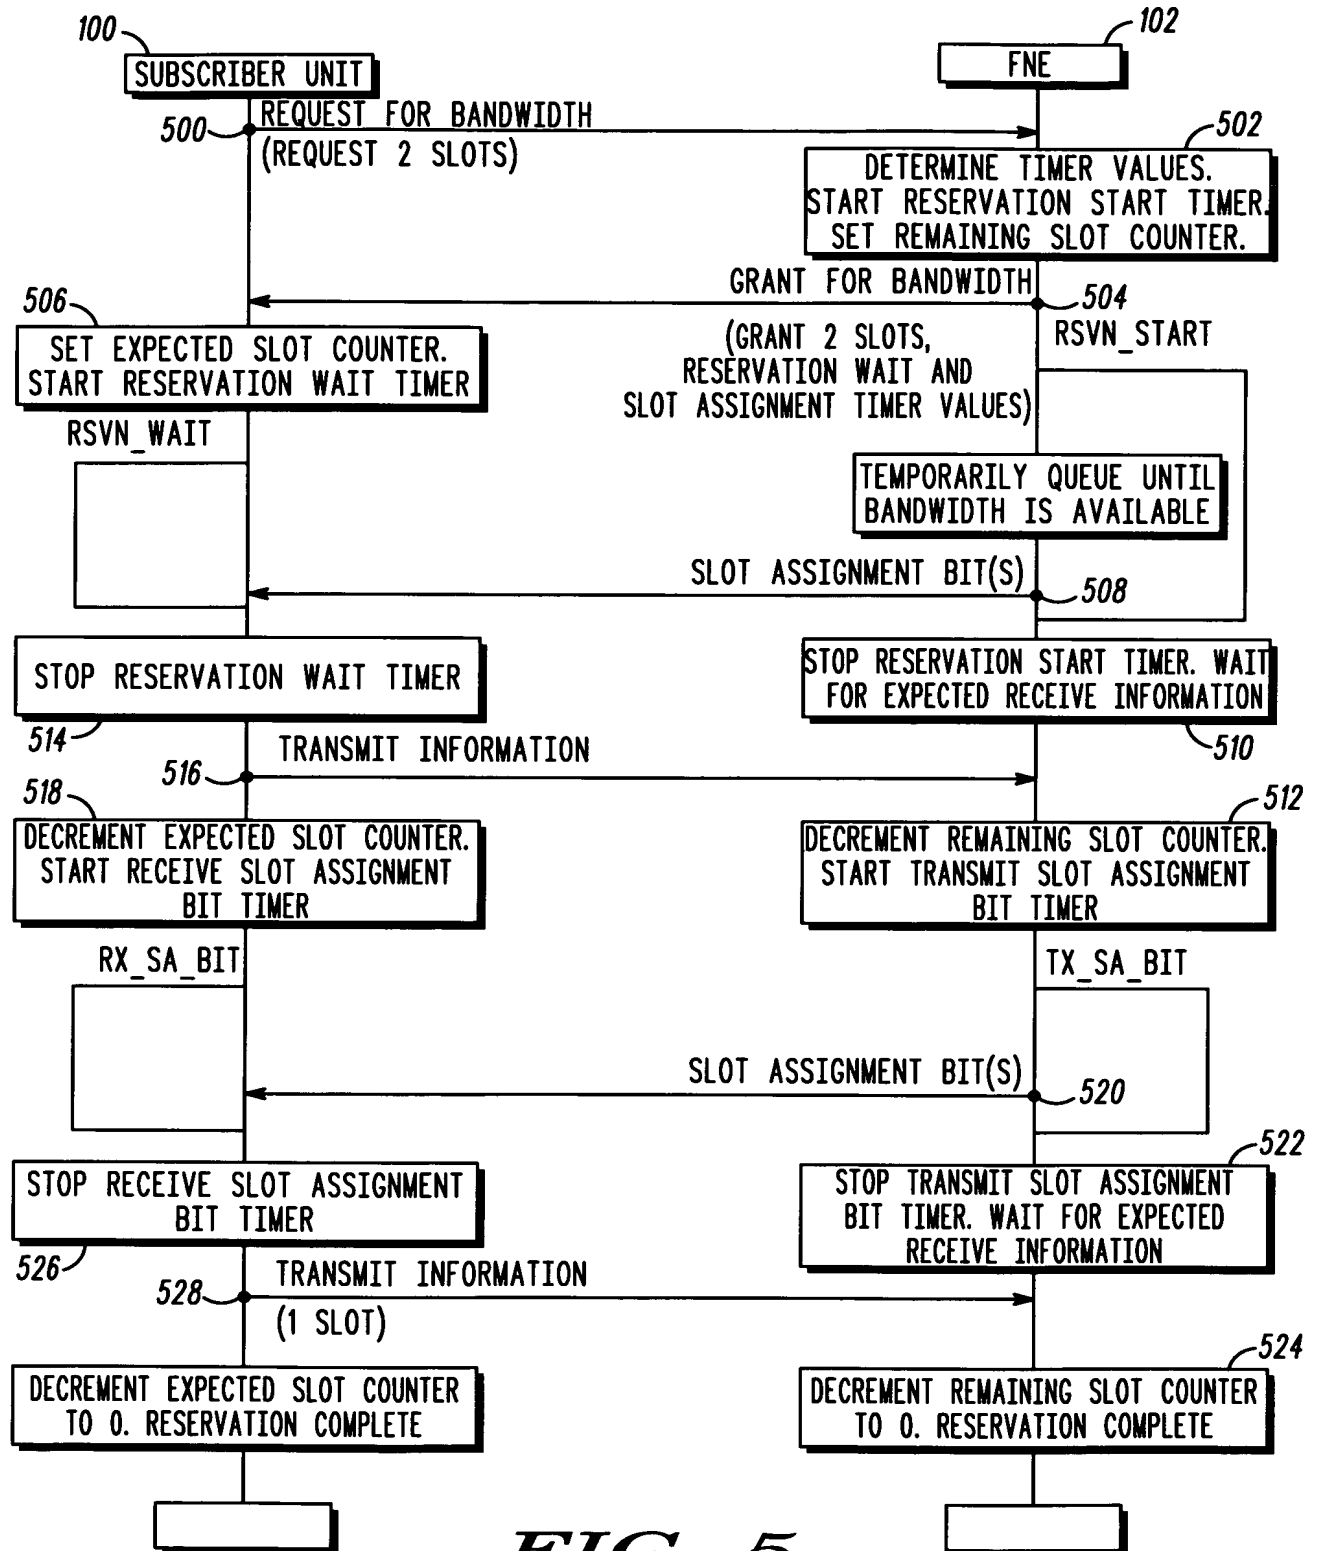 100
102
SUBSCRIBER UNIT
FNE
500
REQUEST FOR BANDWIDTH
(REQUEST 2 SLOTS)
502
DETERMINE TIMER VALUES.
START RESERVATION START TIMER.
SET REMAINING SLOT COUNTER.
GRANT FOR BANDWIDTH
504
506
SET EXPECTED SLOT COUNTER.
START RESERVATION WAIT TIMER
(GRANT 2 SLOTS,
RESERVATION WAIT AND
SLOT ASSIGNMENT TIMER VALUES)
RSVN_START
RSVN_WAIT
TEMPORARILY QUEUE UNTIL
BANDWIDTH IS AVAILABLE
SLOT ASSIGNMENT BIT(S)
508
STOP RESERVATION WAIT TIMER
514
STOP RESERVATION START TIMER. WAIT
FOR EXPECTED RECEIVE INFORMATION
510
TRANSMIT INFORMATION
516
518
DECREMENT EXPECTED SLOT COUNTER.
START RECEIVE SLOT ASSIGNMENT
BIT TIMER
512
DECREMENT REMAINING SLOT COUNTER.
START TRANSMIT SLOT ASSIGNMENT
BIT TIMER
RX_SA_BIT
TX_SA_BIT
SLOT ASSIGNMENT BIT(S)
520
522
STOP RECEIVE SLOT ASSIGNMENT
BIT TIMER
526
STOP TRANSMIT SLOT ASSIGNMENT
BIT TIMER. WAIT FOR EXPECTED
RECEIVE INFORMATION
TRANSMIT INFORMATION
528
(1 SLOT)
524
DECREMENT EXPECTED SLOT COUNTER
TO 0. RESERVATION COMPLETE
DECREMENT REMAINING SLOT COUNTER
TO 0. RESERVATION COMPLETE
FIG. 5